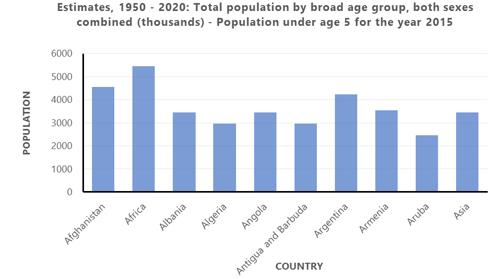 Estimates, 1950 - 2020: Total population by broad age group, both sexes
combined (thousands) - Population under age 5 for the year 2015
6000
5000
4000
3000
2000
1000
0
POPULATION
Afghanistan
Africa
Albania
Algeria
Angola
Antigua and Barbuda
Argentina
Armenia
Aruba
Asia
COUNTRY